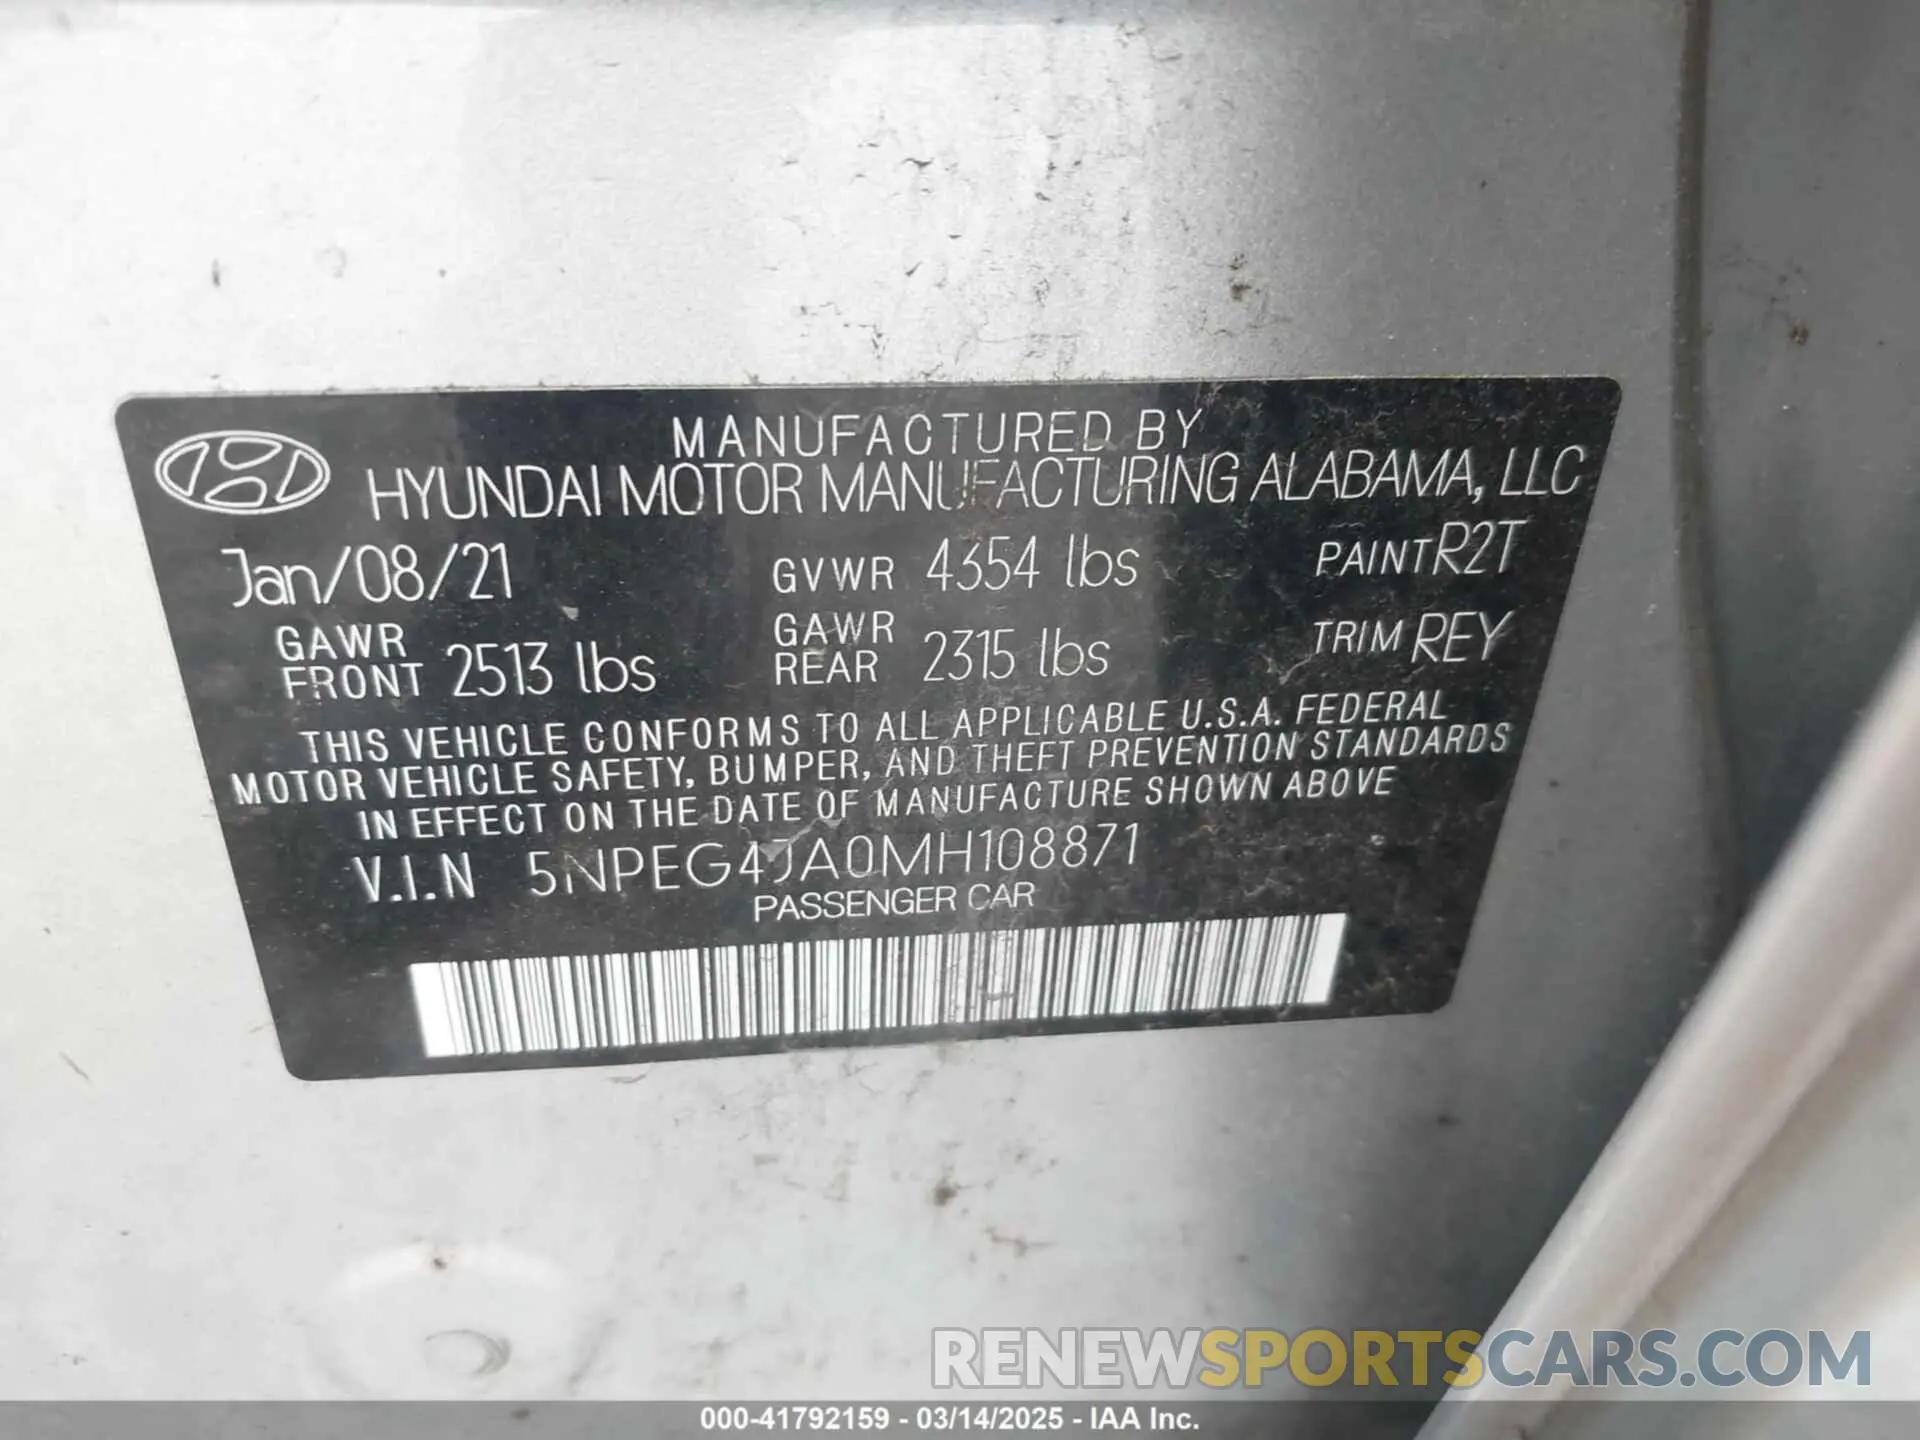 MANUFACTURED BY
HYUNDAI MOTOR MANUFACTURING ALABAMA, LLC
Jan/08/21 GVWR 4354 lbs PAINT R2T
GAWR FRONT 2513 lbs GAWR REAR 2315 lbs TRIM REY
THIS VEHICLE CONFORMS TO ALL APPLICABLE U.S.A. FEDERAL
MOTOR VEHICLE SAFETY, BUMPER, AND THEFT PREVENTION STANDARDS
IN EFFECT ON THE DATE OF MANUFACTURE SHOWN ABOVE
V.I.N 5NPEG4JA0MH108871
PASSENGER CAR
RENEWSPORTSCARS.COM
000-41792159 - 03/14/2025 - IAA Inc.